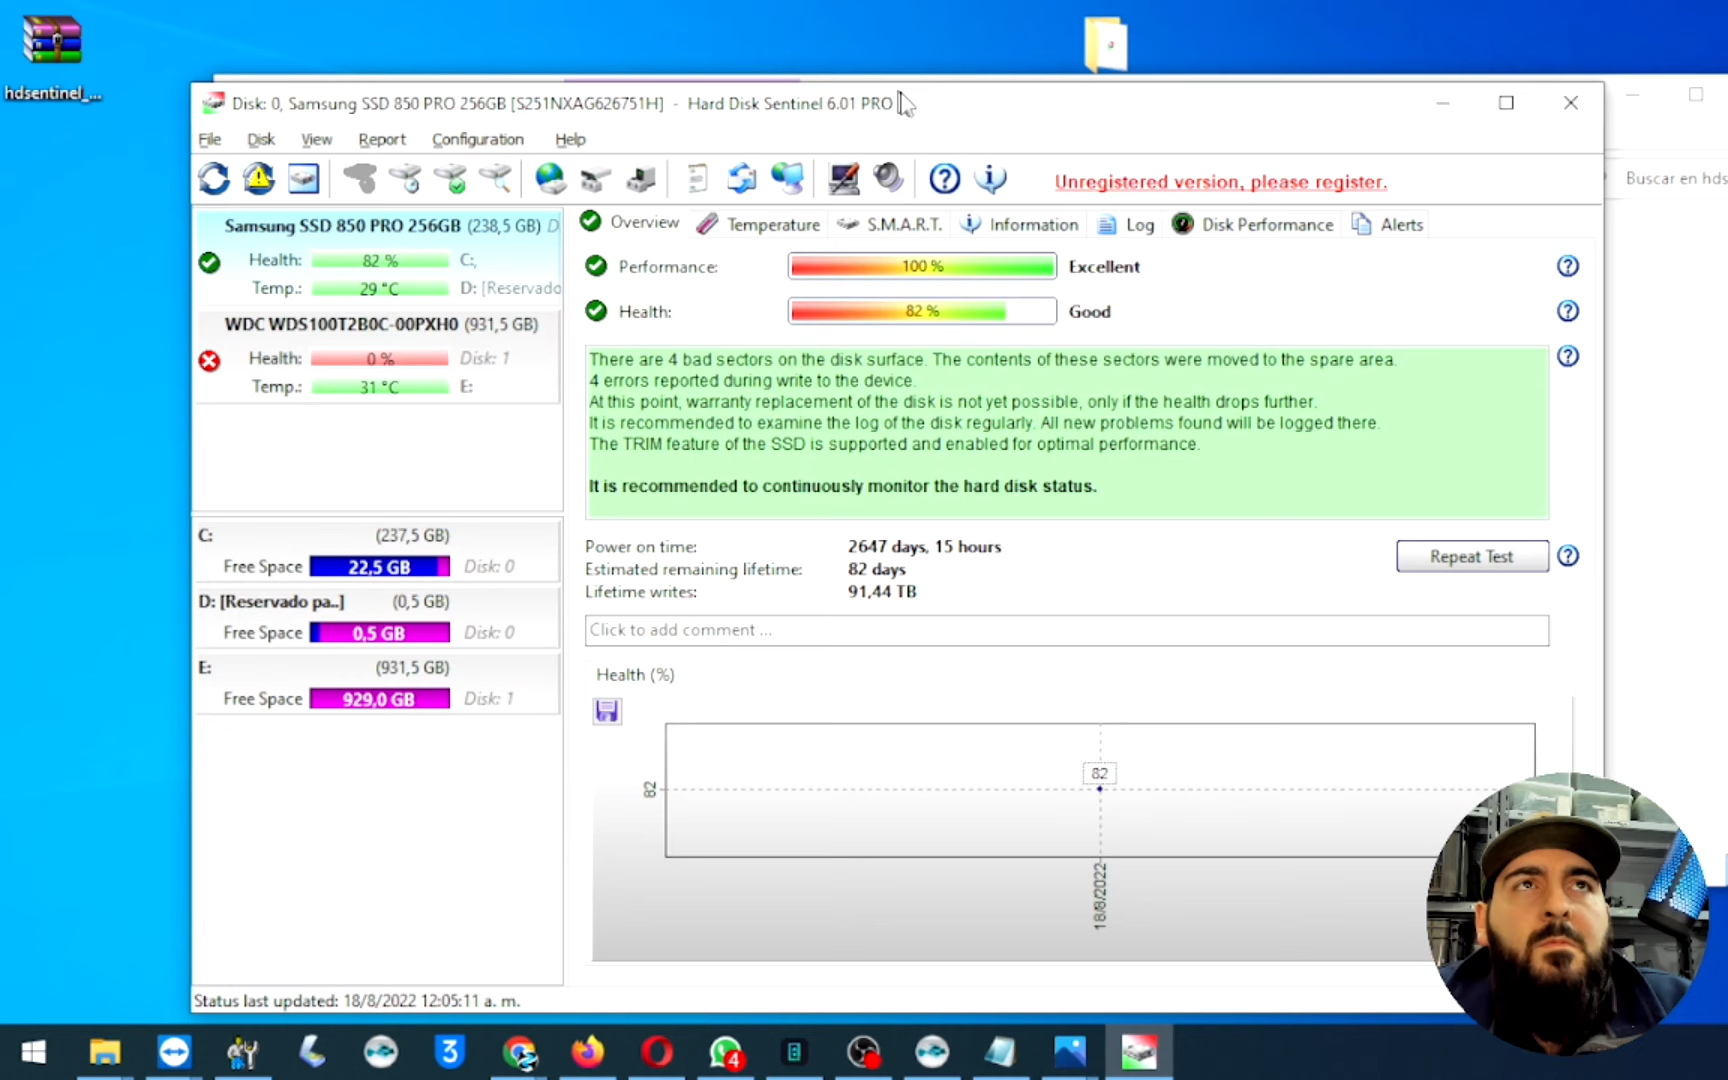 hdsentinel_...
Disk: 0, Samsung SSD 850 PRO 256GB [S251NXAG626751H] - Hard Disk Sentinel 6.01 PRO
File Disk View Report Configuration Help
Unregistered version, please register.
Buscar en hds
Samsung SSD 850 PRO 256GB (238,5 GB) D
Health: 82 % C:,
Temp.: 29 °C D: [Reservado
WDC WDS100T2B0C-00PXH0 (931,5 GB)
Health: 0 % Disk: 1
Temp.: 31 °C E:
C: (237,5 GB)
Free Space 22,5 GB Disk: 0
D: [Reservado pa..] (0,5 GB)
Free Space 0,5 GB Disk: 0
E: (931,5 GB)
Free Space 929,0 GB Disk: 1
Overview Temperature S.M.A.R.T. Information Log Disk Performance Alerts
Performance: 100 % Excellent
Health: 82 % Good
There are 4 bad sectors on the disk surface. The contents of these sectors were moved to the spare area.
4 errors reported during write to the device.
At this point, warranty replacement of the disk is not yet possible, only if the health drops further.
It is recommended to examine the log of the disk regularly. All new problems found will be logged there.
The TRIM feature of the SSD is supported and enabled for optimal performance.
It is recommended to continuously monitor the hard disk status.
Power on time: 2647 days, 15 hours
Estimated remaining lifetime: 82 days
Lifetime writes: 91,44 TB
Repeat Test
Click to add comment ...
Health (%)
82
82
18/8/2022
Status last updated: 18/8/2022 12:05:11 a. m.
3
4